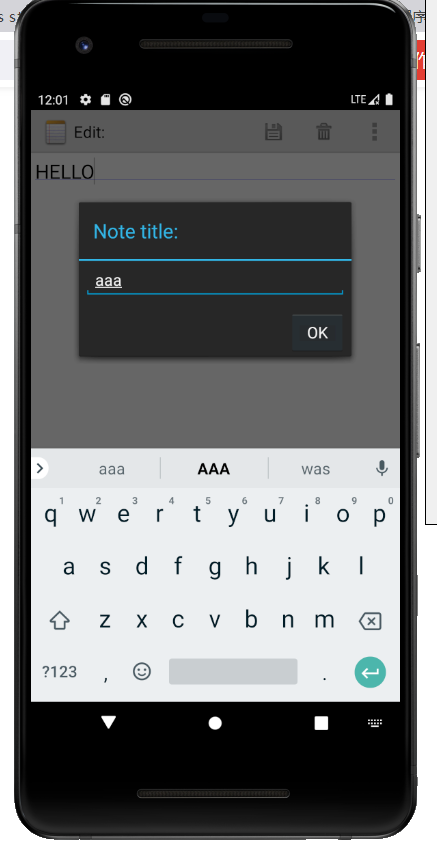 12:01 LTE
Edit:
HELLO
Note title:
aaa
OK
aaa AAA was
1 2 3 4 5 6 7 8 9 0
q w e r t y u i o p
a s d f g h j k l
z x c v b n m
?123 , .